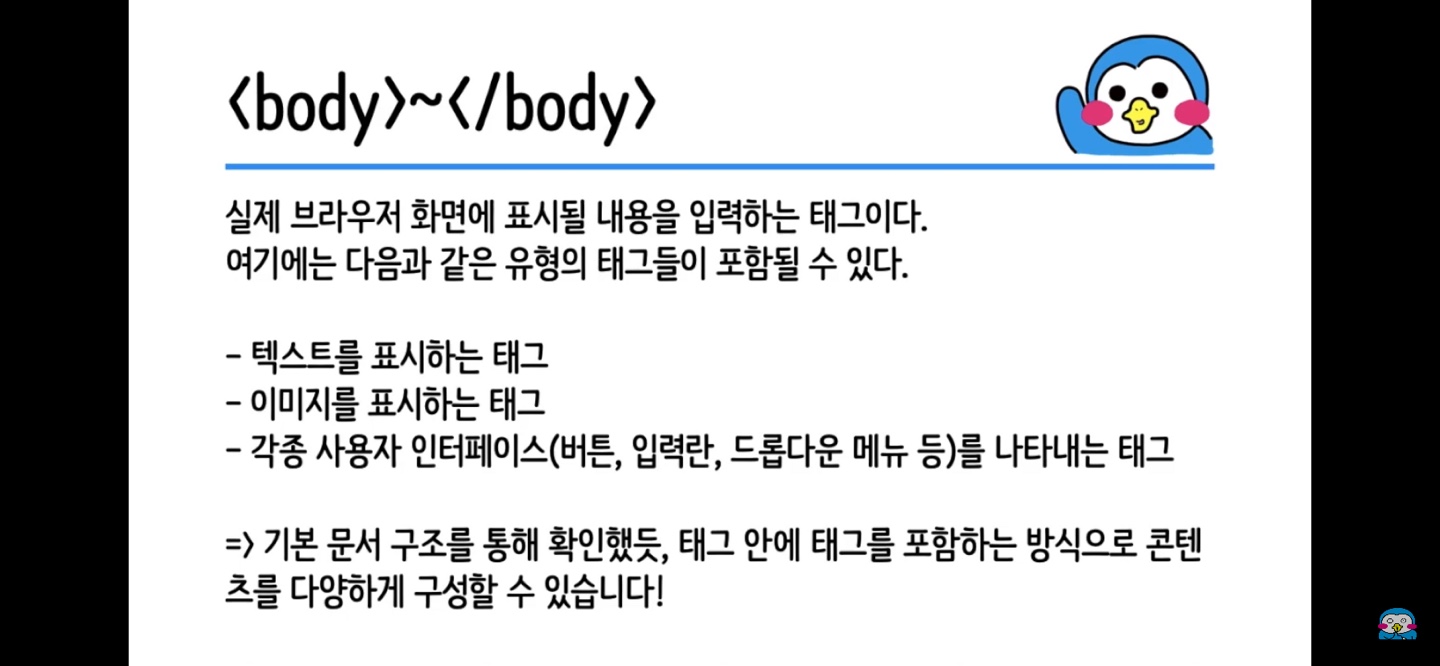 <body>~</body>
실제 브라우저 화면에 표시될 내용을 입력하는 태그이다.
여기에는 다음과 같은 유형의 태그들이 포함될 수 있다.
- 텍스트를 표시하는 태그
- 이미지를 표시하는 태그
- 각종 사용자 인터페이스(버튼, 입력란, 드롭다운 메뉴 등)를 나타내는 태그
=> 기본 문서 구조를 통해 확인했듯, 태그 안에 태그를 포함하는 방식으로 콘텐
츠를 다양하게 구성할 수 있습니다!